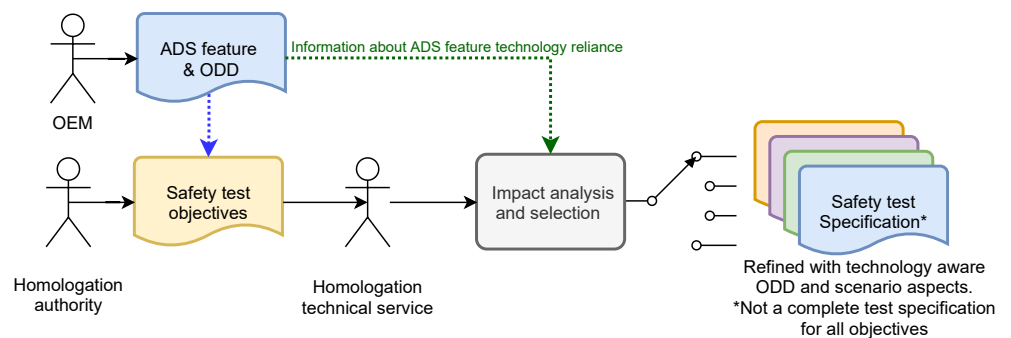 ADS feature
& ODD
Information about ADS feature technology reliance
OEM
Safety test
objectives
Impact analysis
and selection
Safety test
Specification*
Homologation
authority
Homologation
technical service
Refined with technology aware
ODD and scenario aspects.
*Not a complete test specification
for all objectives